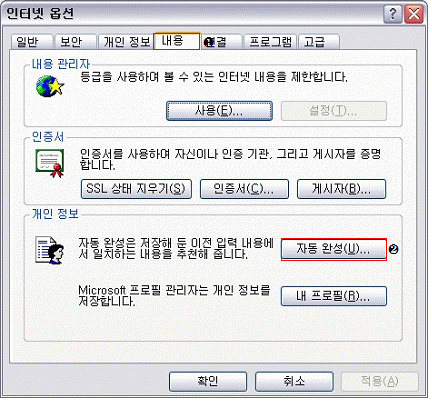 인터넷 옵션
일반 보안 개인 정보 내용 ❶결 프로그램 고급
내용 관리자
등급을 사용하여 볼 수 있는 인터넷 내용을 제한합니다.
사용(E)... 설정(T)...
인증서
인증서를 사용하여 자신이나 인증 기관, 그리고 게시자를 증명
합니다.
SSL 상태 지우기(S) 인증서(C)... 게시자(B)...
개인 정보
자동 완성은 저장해 둔 이전 입력 내용에
서 일치하는 내용을 추천해 줍니다.
자동 완성(U)... ❷
Microsoft 프로필 관리자는 개인 정보를
저장합니다.
내 프로필(R)...
확인 취소 적용(A)